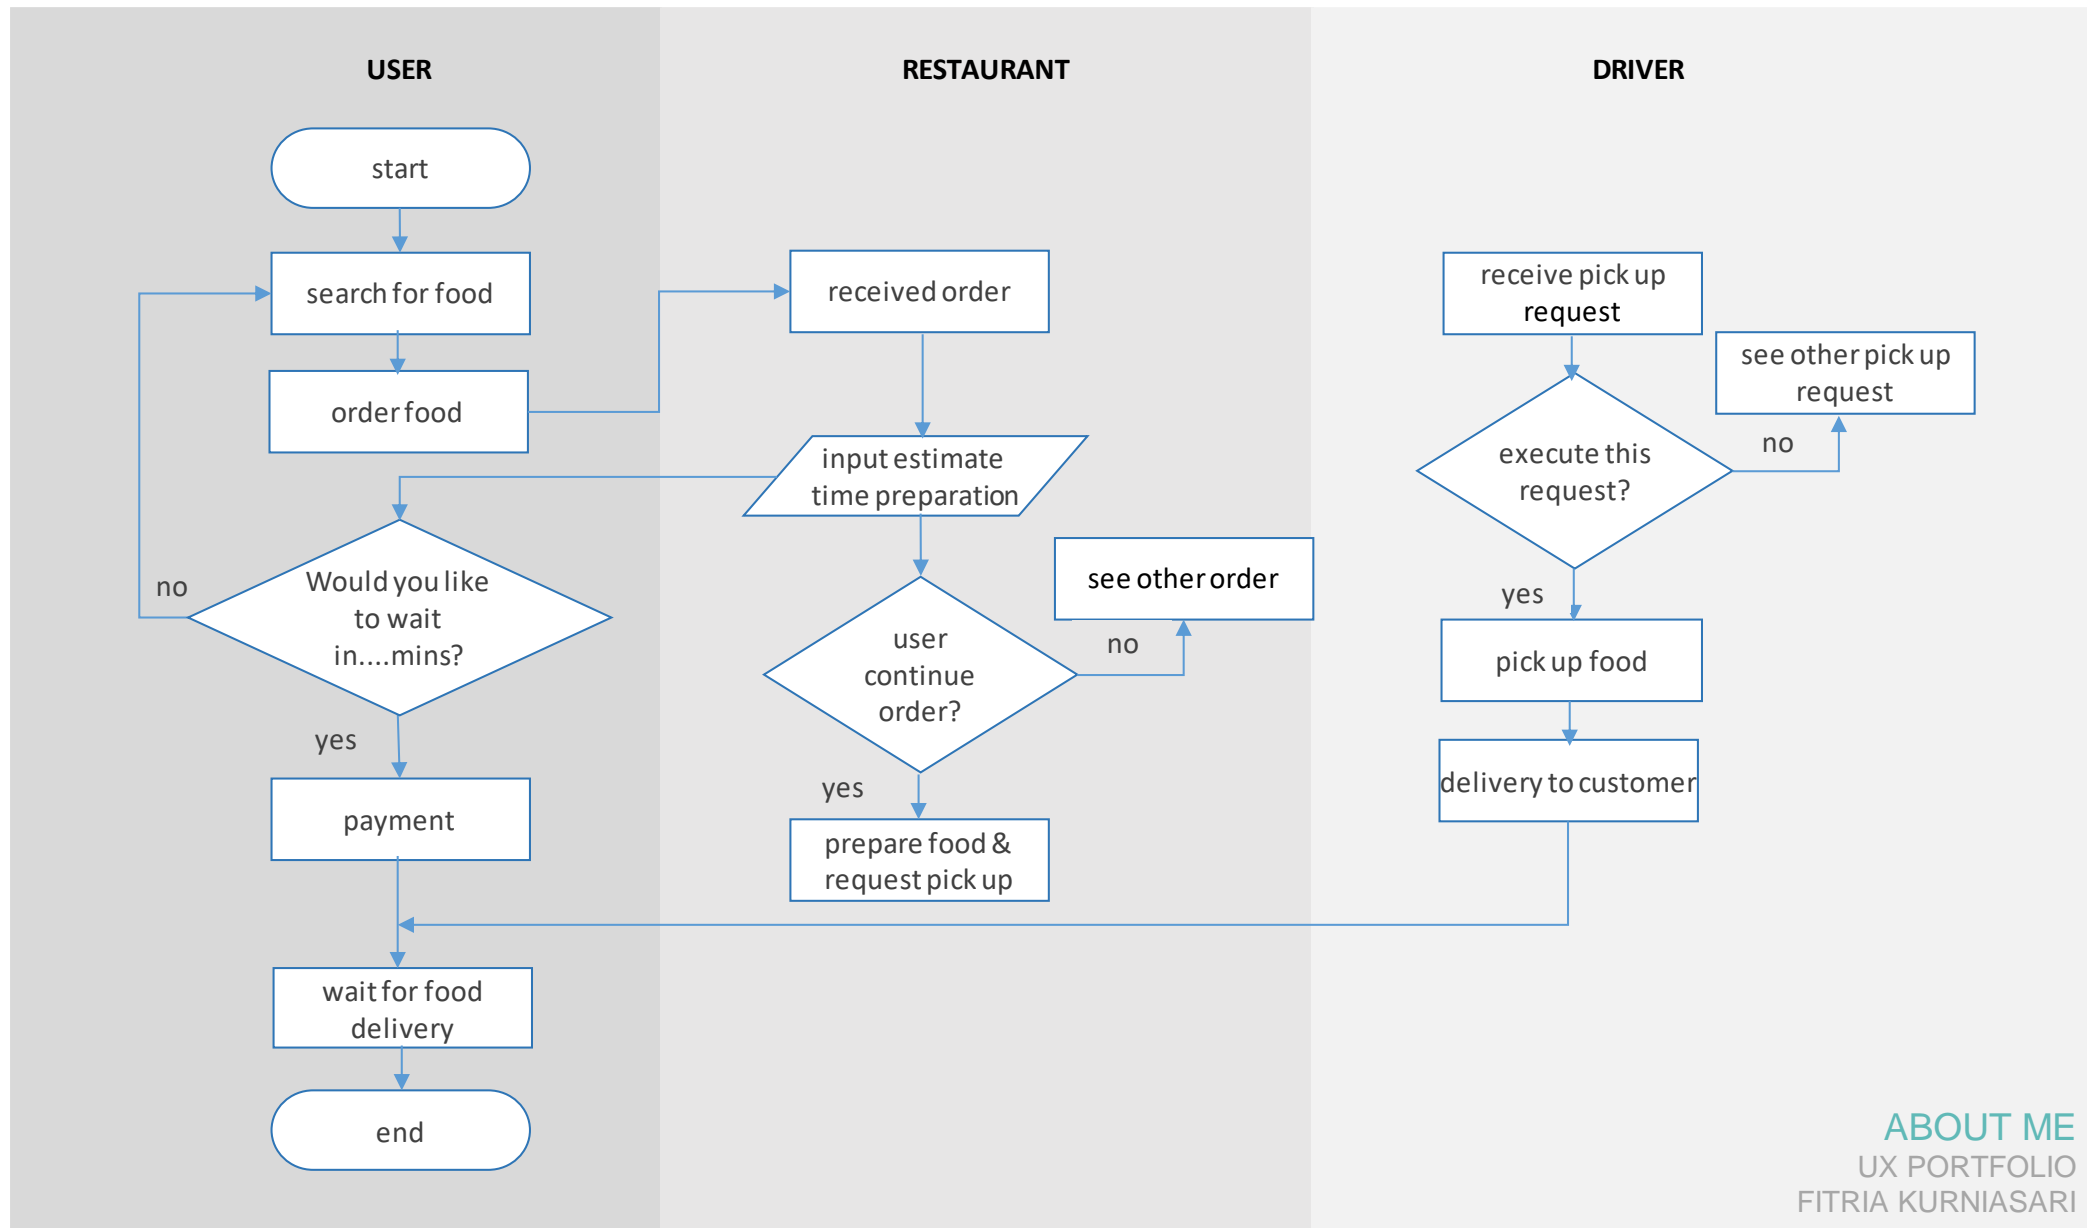 USER
start
search for food
order food
Would you like
to wait
in....mins?
no
yes
payment
wait for food
delivery
end
RESTAURANT
received order
input estimate
time preparation
user
continue
order?
no
see other order
yes
prepare food &
request pick up
DRIVER
receive pick up
request
execute this
request?
no
see other pick up
request
yes
pick up food
delivery to customer
ABOUT ME
UX PORTFOLIO
FITRIA KURNIASARI